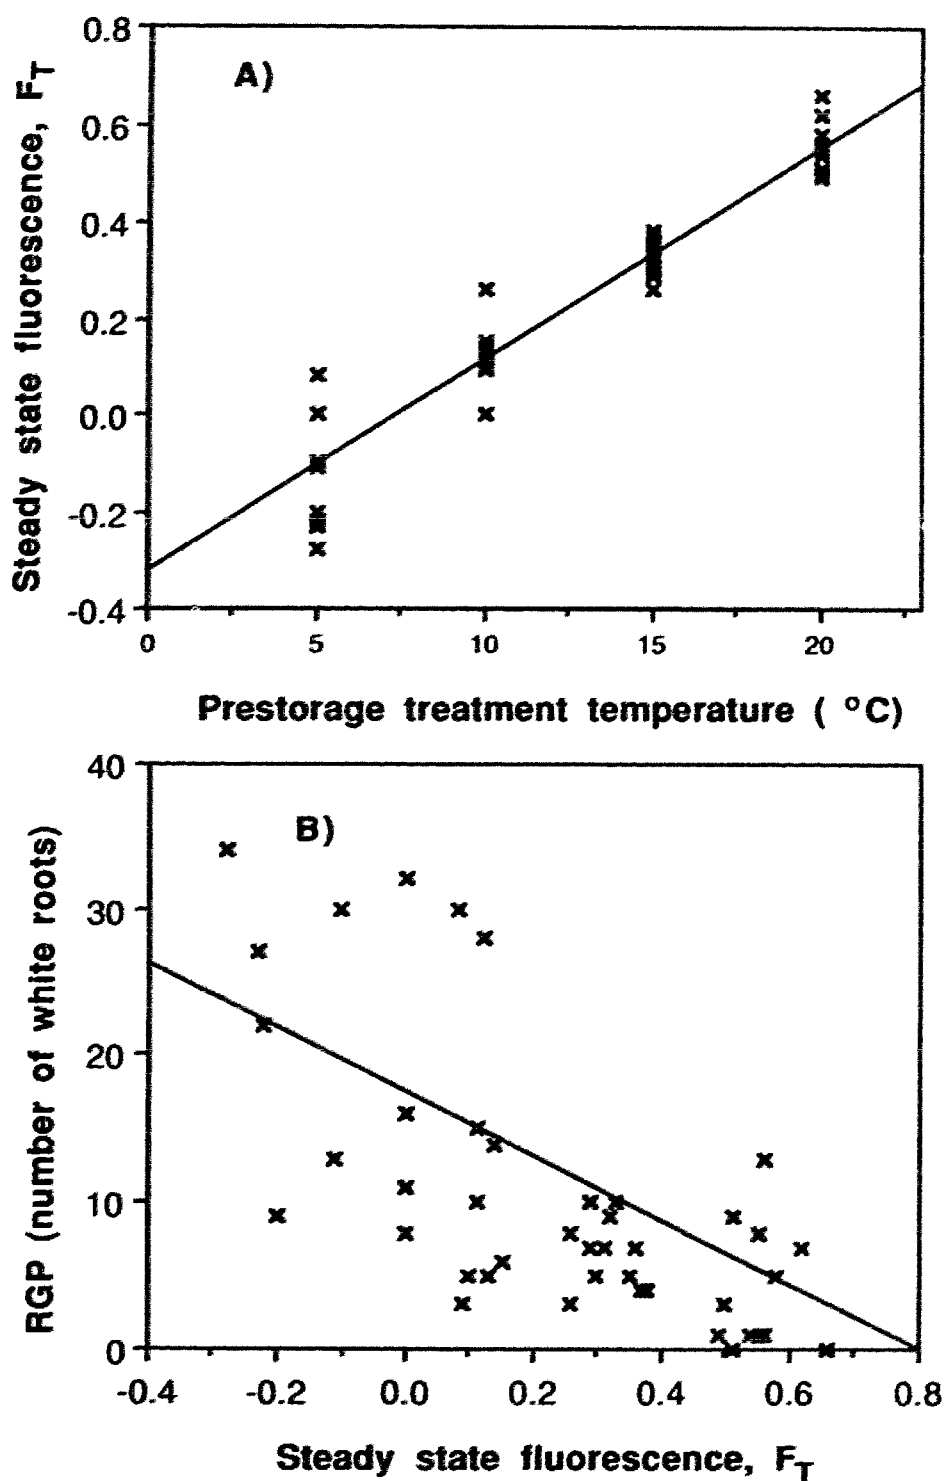 0.8
A)
0.6
0.4
0.2
0.0
-0.2
-0.4
Steady state fluorescence, FT
0 5 10 15 20
Prestorage treatment temperature ( °C)
40
B)
30
20
10
0
RGP (number of white roots)
-0.4 -0.2 0.0 0.2 0.4 0.6 0.8
Steady state fluorescence, FT